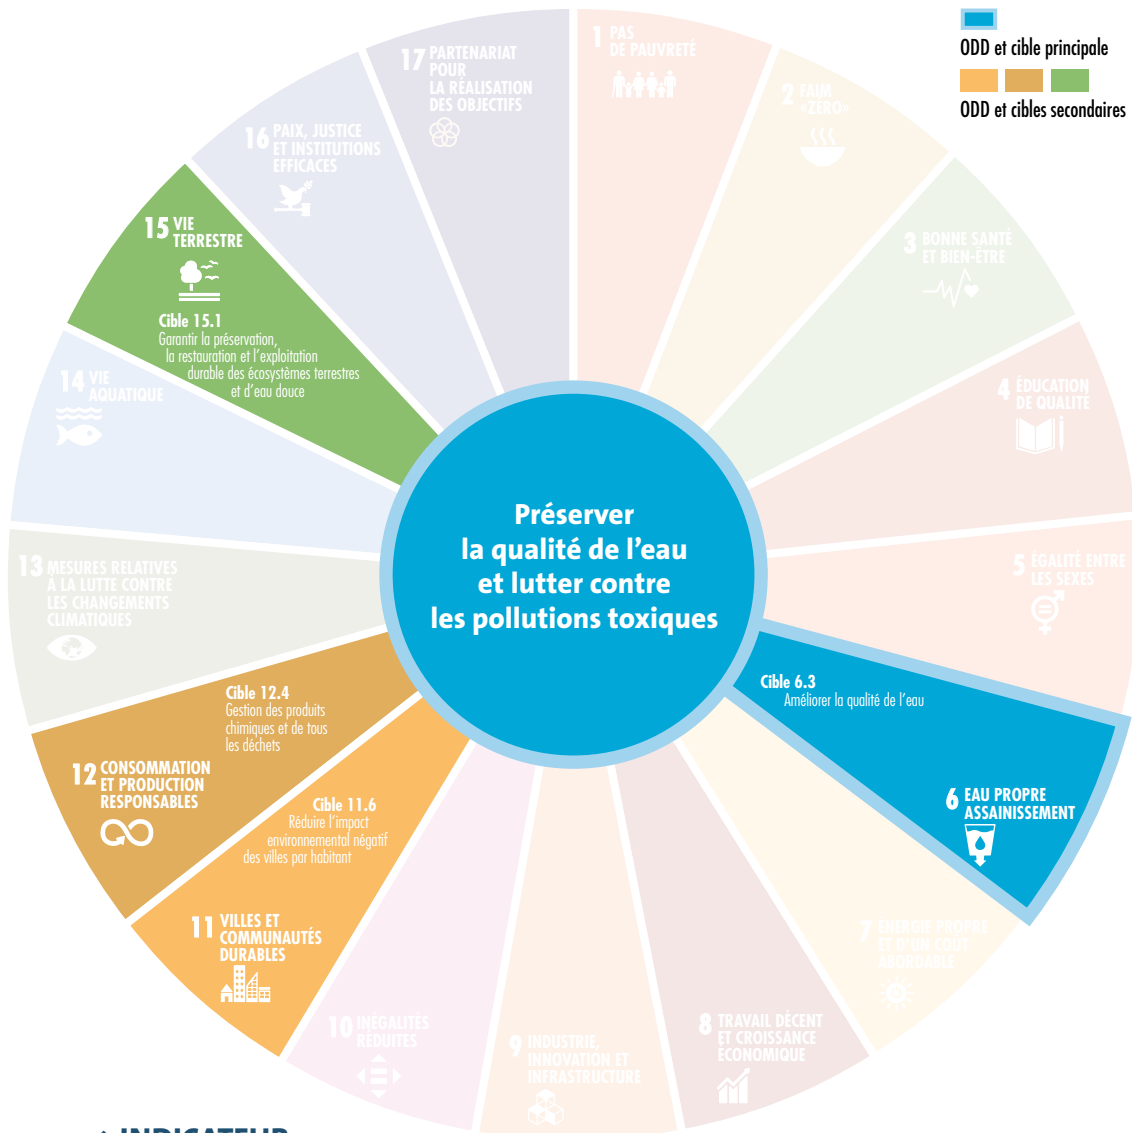 ODD et cible principale
ODD et cibles secondaires
1 PAS
DE PAUVRETÉ
2 FAIM
«ZERO»
3 BONNE SANTÉ
ET BIEN-ÊTRE
4 ÉDUCATION
DE QUALITÉ
5 ÉGALITÉ ENTRE
LES SEXES
Cible 6.3
Améliorer la qualité de l'eau
6 EAU PROPRE
ASSAINISSEMENT
7 ENERGIE PROPRE
ET D'UN COÛT
ABORDABLE
8 TRAVAIL DÉCENT
ET CROISSANCE
ECONOMIQUE
9 INDUSTRIE,
INNOVATION ET
INFRASTRUCTURE
10 INÉGALITÉS
RÉDUITES
Cible 11.6
Réduire l'impact
environnemental négatif
des villes par habitant
11 VILLES ET
COMMUNAUTÉS
DURABLES
Cible 12.4
Gestion des produits
chimiques et de tous
les déchets
12 CONSOMMATION
ET PRODUCTION
RESPONSABLES
13 MESURES RELATIVES
À LA LUTTE CONTRE
LES CHANGEMENTS
CLIMATIQUES
14 VIE
AQUATIQUE
15 VIE
TERRESTRE
Cible 15.1
Garantir la préservation,
la restauration et l'exploitation
durable des écosystèmes terrestres
et d'eau douce
16 PAIX, JUSTICE
ET INSTITUTIONS
EFFICACES
17 PARTENARIAT
POUR
LA RÉALISATION
DES OBJECTIFS
Préserver
la qualité de l'eau
et lutter contre
les pollutions toxiques
INDICATEUR